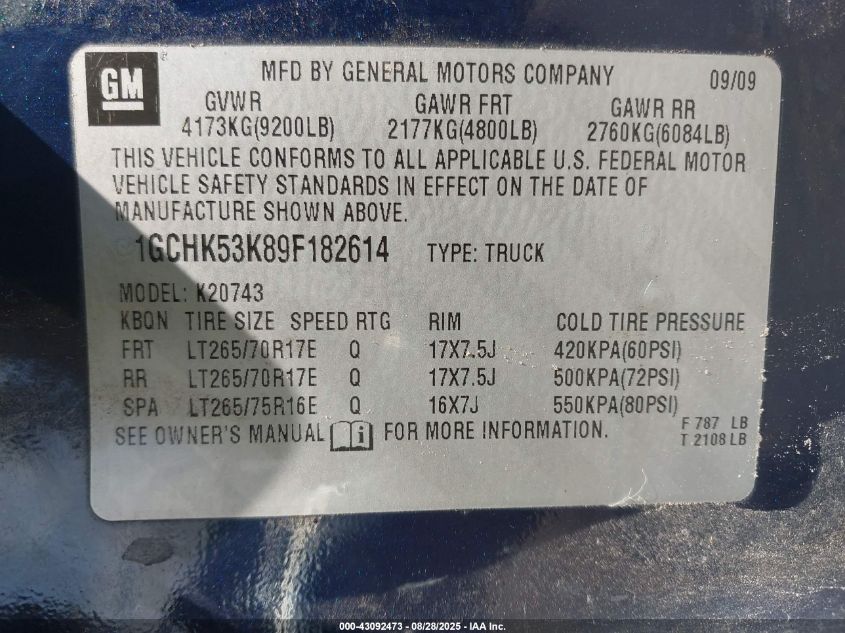 GM
MFD BY GENERAL MOTORS COMPANY 09/09
GVWR GAWR FRT GAWR RR
4173KG(9200LB) 2177KG(4800LB) 2760KG(6084LB)
THIS VEHICLE CONFORMS TO ALL APPLICABLE U.S. FEDERAL MOTOR
VEHICLE SAFETY STANDARDS IN EFFECT ON THE DATE OF
MANUFACTURE SHOWN ABOVE.
1GCHK53K89F182614 TYPE: TRUCK
MODEL: K20743
KBQN TIRE SIZE SPEED RTG RIM COLD TIRE PRESSURE
FRT LT265/70R17E Q 17X7.5J 420KPA(60PSI)
RR LT265/70R17E Q 17X7.5J 500KPA(72PSI)
SPA LT265/75R16E Q 16X7J 550KPA(80PSI)
SEE OWNER'S MANUAL i FOR MORE INFORMATION.
F 787 LB
T 2108 LB
000-43092473 - 08/28/2025 - IAA Inc.